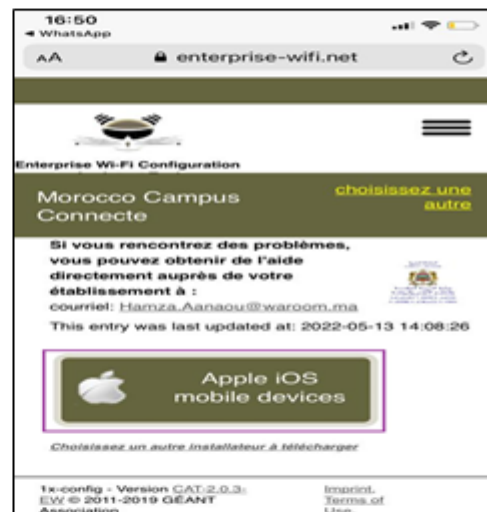 16:50
WhatsApp
AA enterprise-wifi.net
Enterprise Wi-Fi Configuration
Morocco Campus
Connecte
choisissez une
autre
Si vous rencontrez des problèmes,
vous pouvez obtenir de l'aide
directement auprès de votre
établissement à :
courriel: Hamza.Aanaou@waroom.ma
This entry was last updated at: 2022-05-13 14:08:26
Apple iOS
mobile devices
Choisissez un autre installateur à télécharger
1x-config - Version CAT-2.0.3-
EW © 2011-2019 GÉANT
Association
Imprint.
Terms of
Use